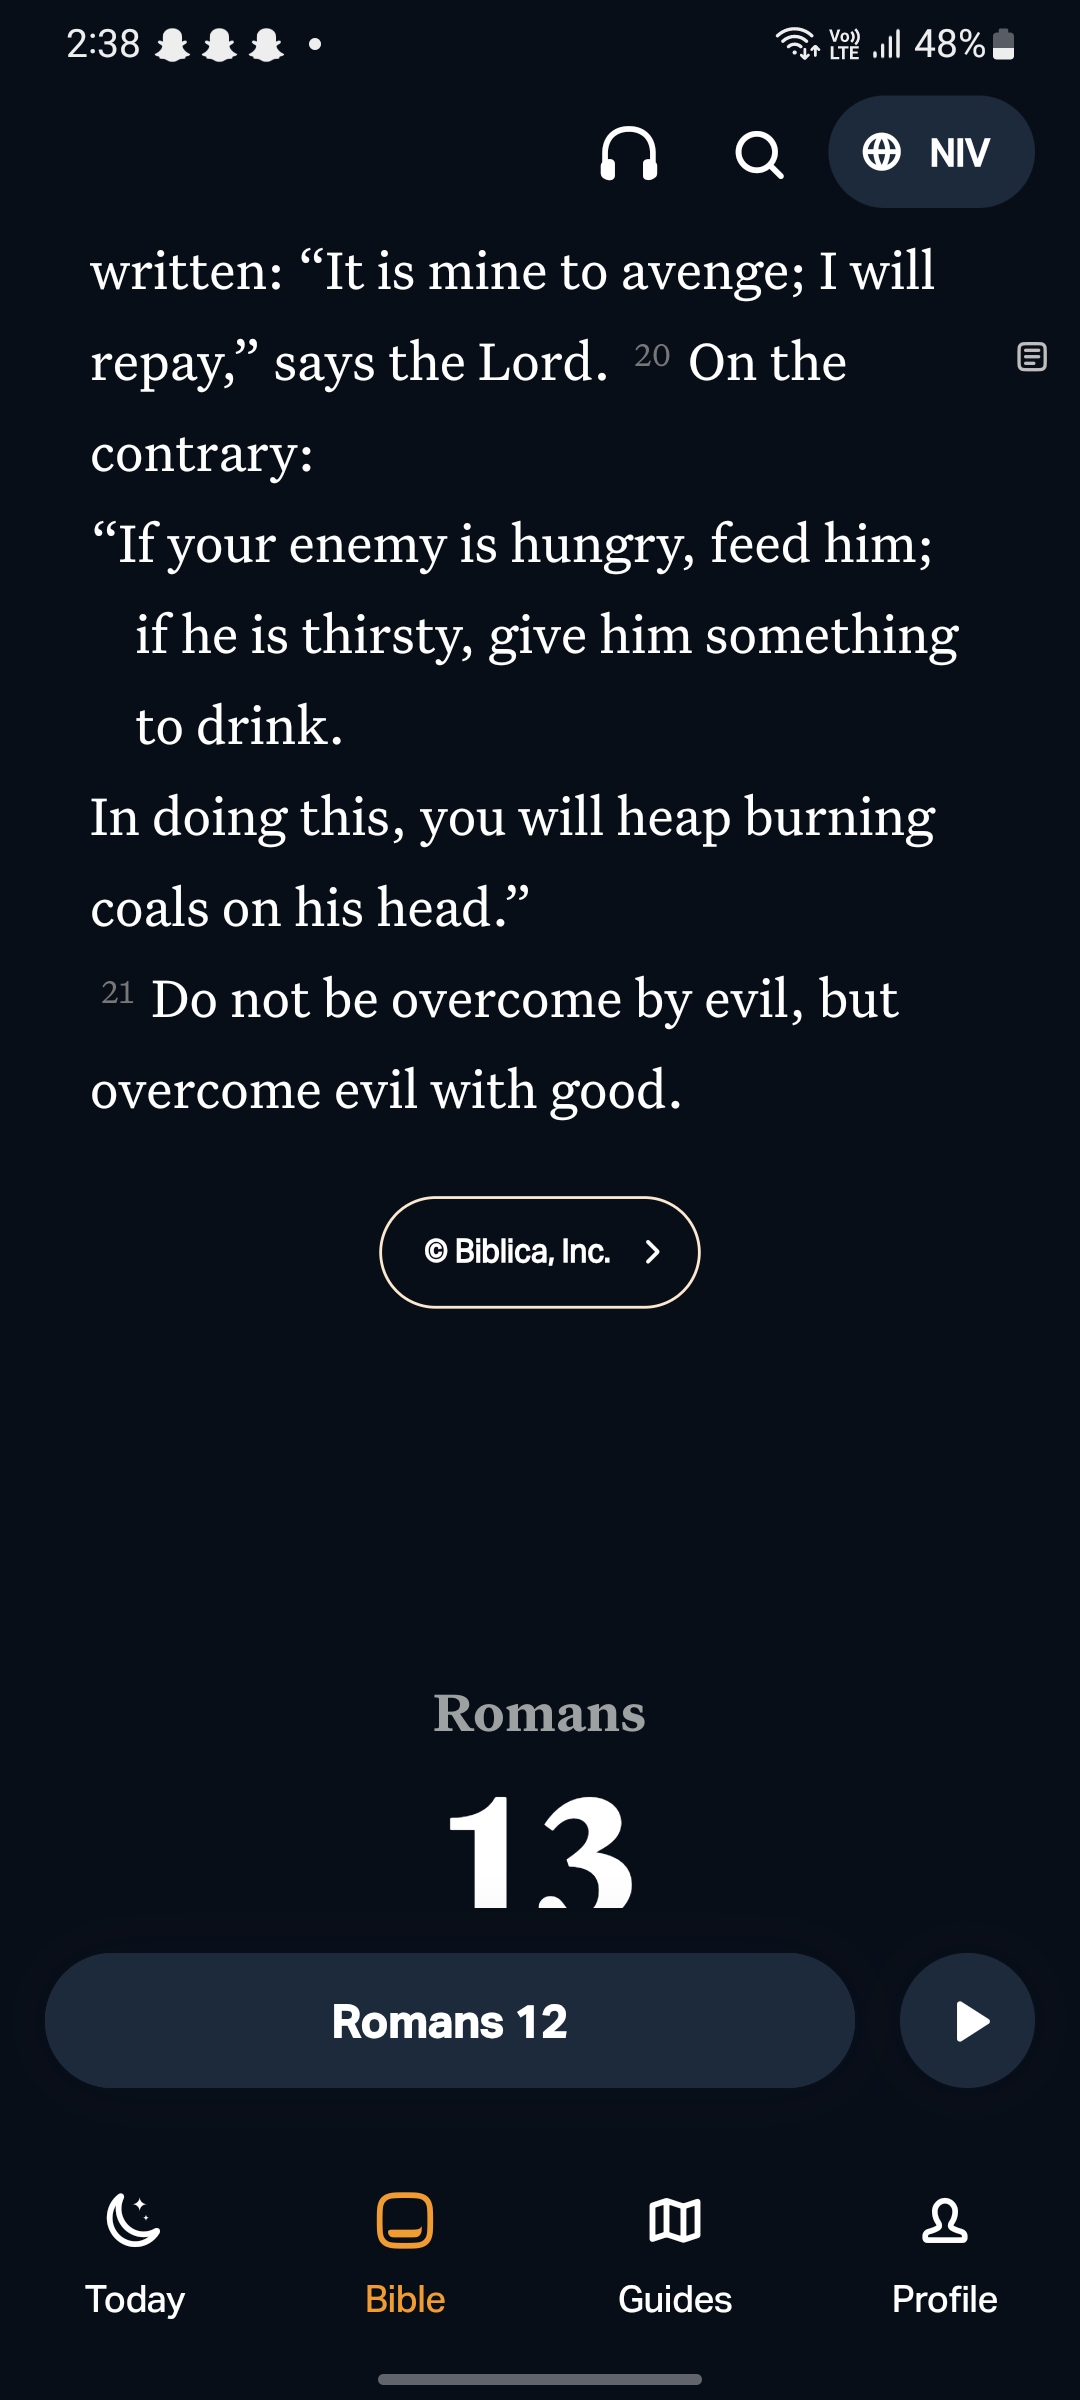 2:38
Vo)) LTE
48%
NIV
written: “It is mine to avenge; I will
repay,” says the Lord. 20 On the
contrary:
“If your enemy is hungry, feed him;
if he is thirsty, give him something
to drink.
In doing this, you will heap burning
coals on his head.”
21 Do not be overcome by evil, but
overcome evil with good.
© Biblica, Inc.
Romans
13
Romans 12
Today
Bible
Guides
Profile